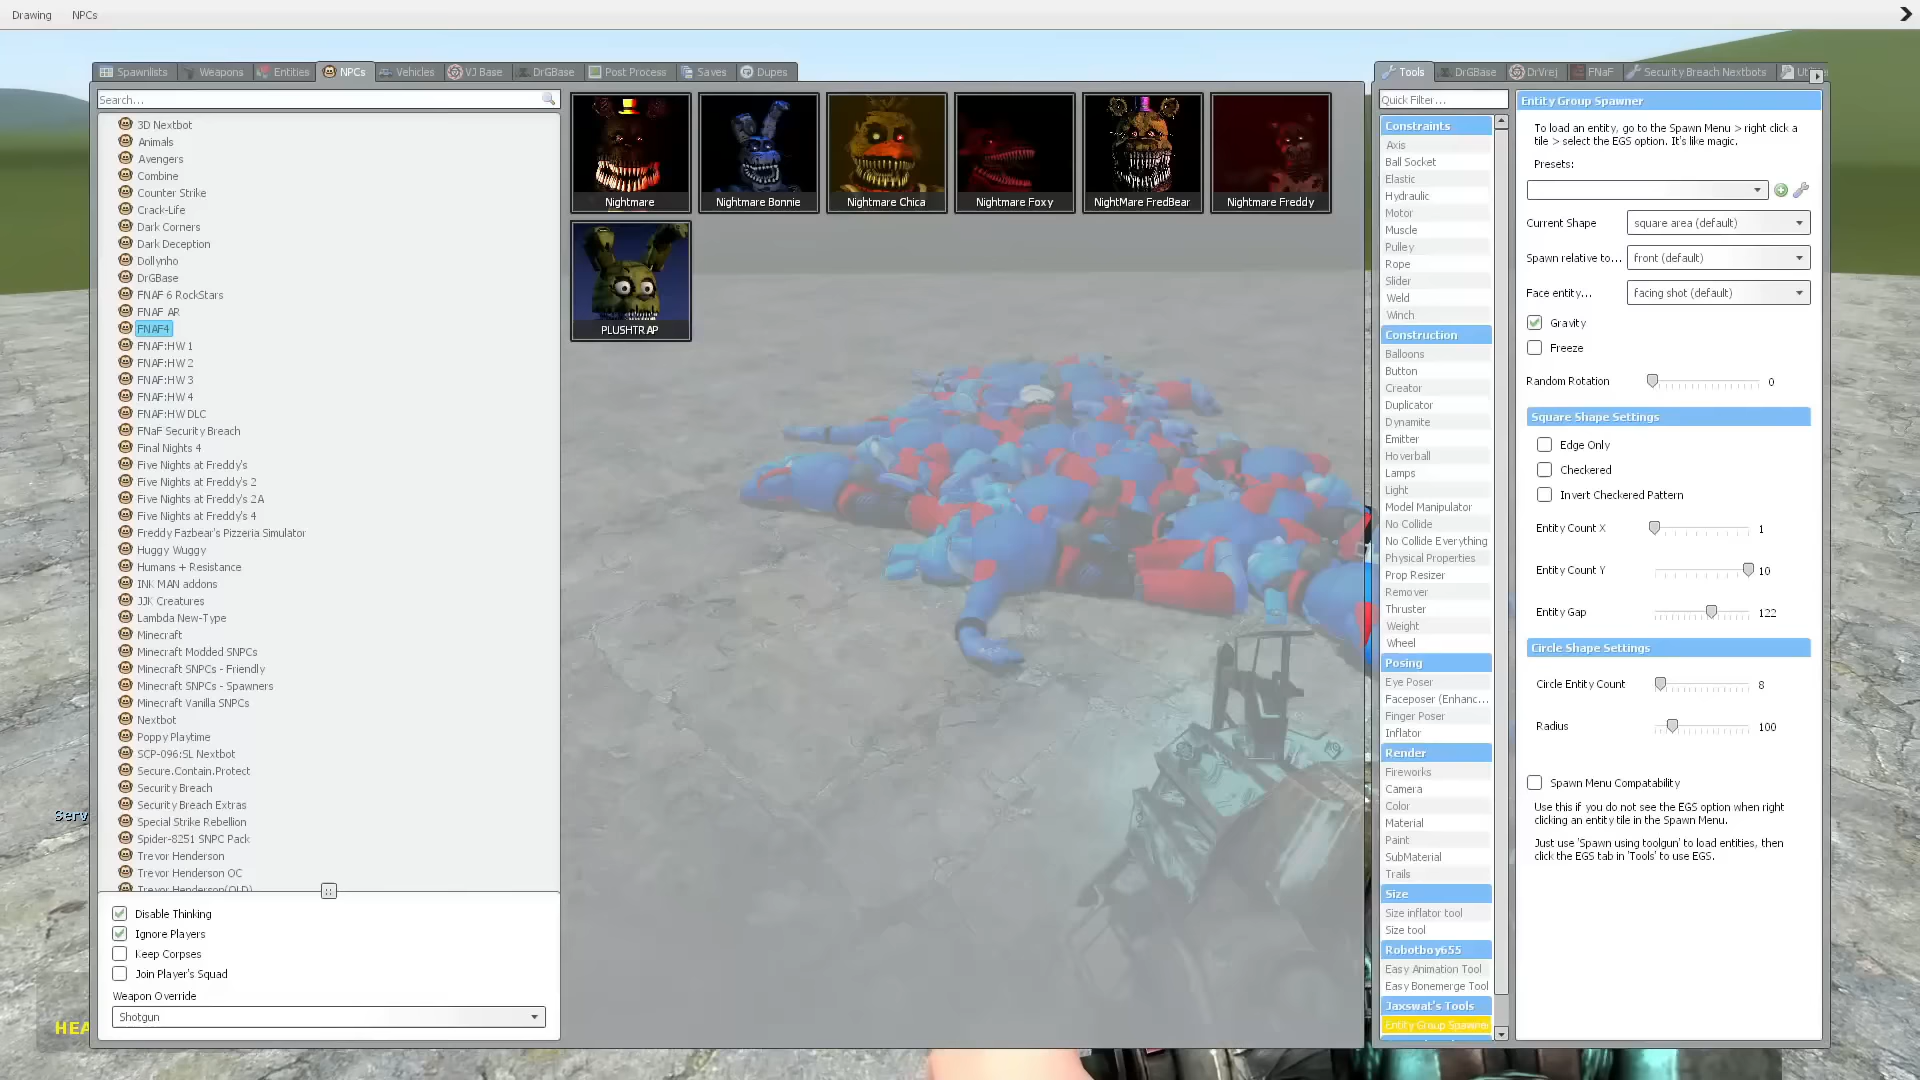 Drawing NPCs
Spawnlists Weapons Entities NPCs Vehicles VJ Base DrGBase Post Process Saves Dupes
Search...
3D Nextbot
Animals
Avengers
Combine
Counter Strike
Crack-Life
Dark Corners
Dark Deception
Dollynho
DrGBase
FNAF 6 RockStars
FNAF AR
FNAF4
FNAF:HW 1
FNAF:HW 2
FNAF:HW 3
FNAF:HW 4
FNAF:HW DLC
FNaF Security Breach
Final Nights 4
Five Nights at Freddy's
Five Nights at Freddy's 2
Five Nights at Freddy's 2A
Five Nights at Freddy's 4
Freddy Fazbear's Pizzeria Simulator
Huggy Wuggy
Humans + Resistance
INK MAN addons
JJK Creatures
Lambda New-Type
Minecraft
Minecraft Modded SNPCs
Minecraft SNPCs - Friendly
Minecraft SNPCs - Spawners
Minecraft Vanilla SNPCs
Nextbot
Poppy Playtime
SCP-096:SL Nextbot
Secure.Contain.Protect
Security Breach
Security Breach Extras
Special Strike Rebellion
Spider-8251 SNPC Pack
Trevor Henderson
Trevor Henderson OC
Trevor Henderson(OLD)
Disable Thinking
Ignore Players
Keep Corpses
Join Player's Squad
Weapon Override
Shotgun
Serv
HEA
Nightmare
Nightmare Bonnie
Nightmare Chica
Nightmare Foxy
NightMare FredBear
Nightmare Freddy
PLUSHTRAP
Tools DrGBase DrVrej FNaF Security Breach Nextbots
Quick Filter...
Constraints
Axis
Ball Socket
Elastic
Hydraulic
Motor
Muscle
Pulley
Rope
Slider
Weld
Winch
Construction
Balloons
Button
Creator
Duplicator
Dynamite
Emitter
Hoverball
Lamps
Light
Model Manipulator
No Collide
No Collide Everything
Physical Properties
Prop Resizer
Remover
Thruster
Weight
Wheel
Posing
Eye Poser
Faceposer (Enhanc...
Finger Poser
Inflator
Render
Fireworks
Camera
Color
Material
Paint
SubMaterial
Trails
Size
Size inflator tool
Size tool
Robotboy655
Easy Animation Tool
Easy Bonemerge Tool
Jaxswat's Tools
Entity Group Spawner
Entity Group Spawner
To load an entity, go to the Spawn Menu > right click a
tile > select the EGS option. It's like magic.
Presets:
Current Shape square area (default)
Spawn relative to... front (default)
Face entity... facing shot (default)
Gravity
Freeze
Random Rotation 0
Square Shape Settings
Edge Only
Checkered
Invert Checkered Pattern
Entity Count X 1
Entity Count Y 10
Entity Gap 122
Circle Shape Settings
Circle Entity Count 8
Radius 100
Spawn Menu Compatability
Use this if you do not see the EGS option when right
clicking an entity tile in the Spawn Menu.
Just use 'Spawn using toolgun' to load entities, then
click the EGS tab in 'Tools' to use EGS.